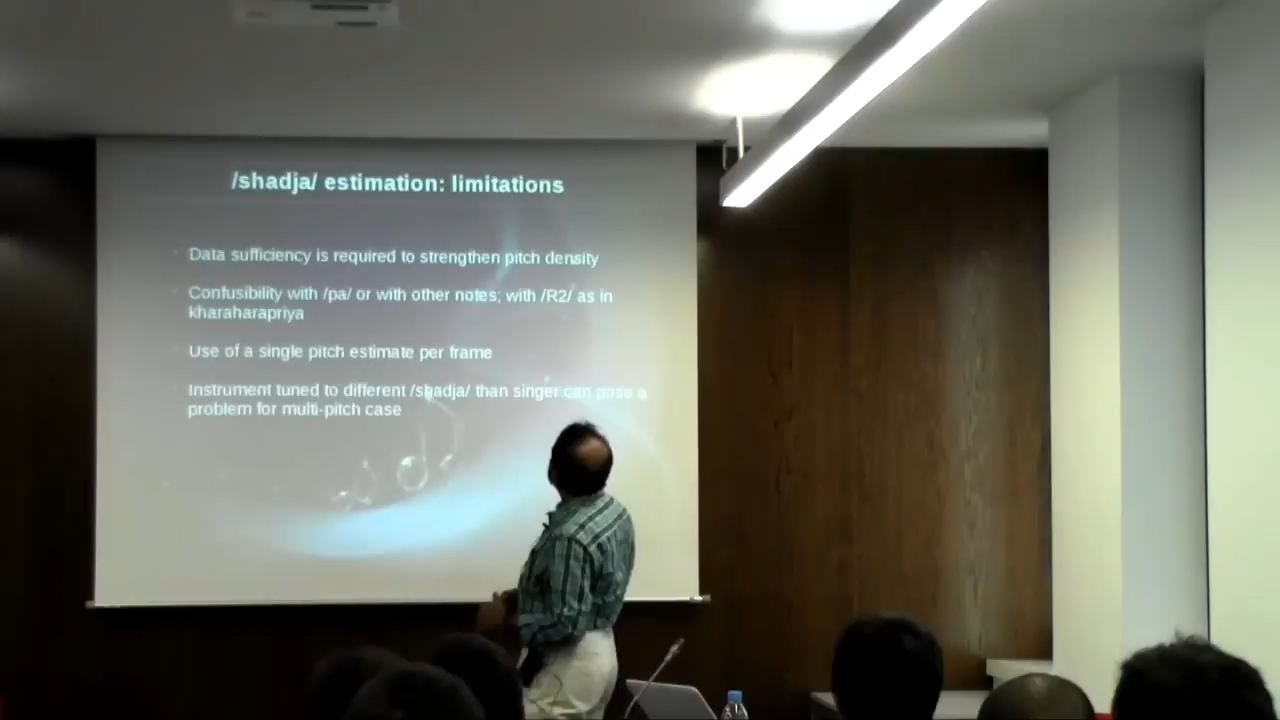 /shadja/ estimation: limitations
Data sufficiency is required to strengthen pitch density
Confusibility with /pa/ or with other notes; with /R2/ as in
kharaharapriya
Use of a single pitch estimate per frame
Instrument tuned to different /shadja/ than singer can pose a
problem for multi-pitch case